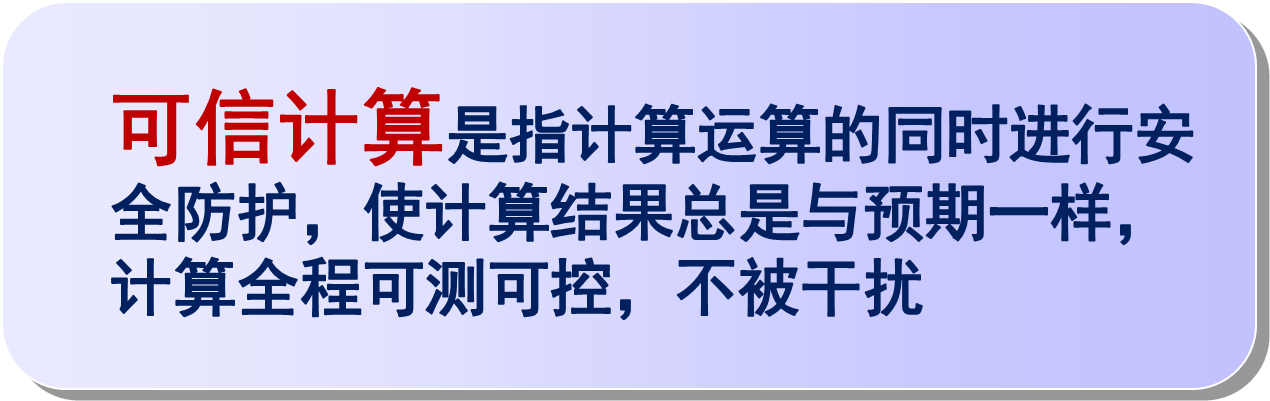 可信计算是指计算运算的同时进行安
全防护，使计算结果总是与预期一样，
计算全程可测可控，不被干扰